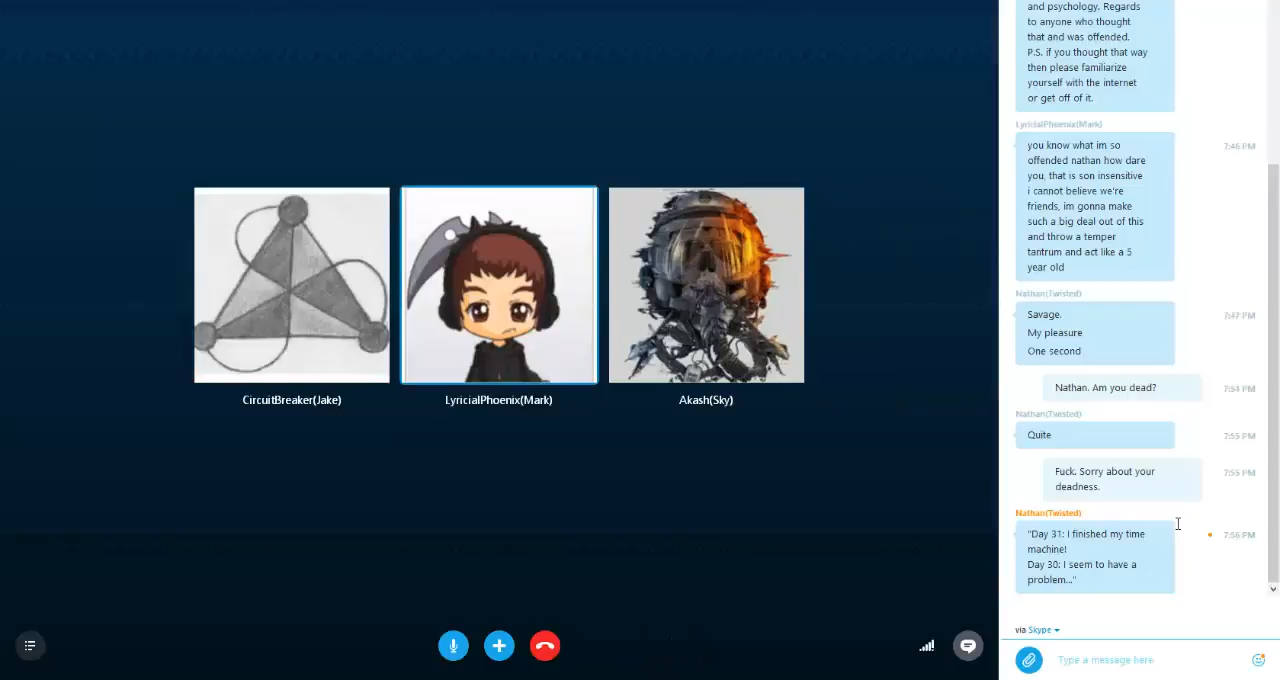 and psychology. Regards
to anyone who thought
that and was offended.
P.S. if you thought that way
then please familiarize
yourself with the internet
or get off of it.
LyricialPhoenix(Mark)
you know what im so
offended nathan how dare
you, that is son insensitive
i cannot believe we're
friends, im gonna make
such a big deal out of this
and throw a temper
tantrum and act like a 5
year old
7:46 PM
Nathan(Twisted)
Savage.
My pleasure
One second
7:47 PM
Nathan. Am you dead?
7:54 PM
Nathan(Twisted)
Quite
7:55 PM
Fuck. Sorry about your
deadness.
7:55 PM
Nathan(Twisted)
"Day 31: I finished my time
machine!
Day 30: I seem to have a
problem..."
7:56 PM
via Skype
Type a message here
CircuitBreaker(Jake)
LyricialPhoenix(Mark)
Akash(Sky)